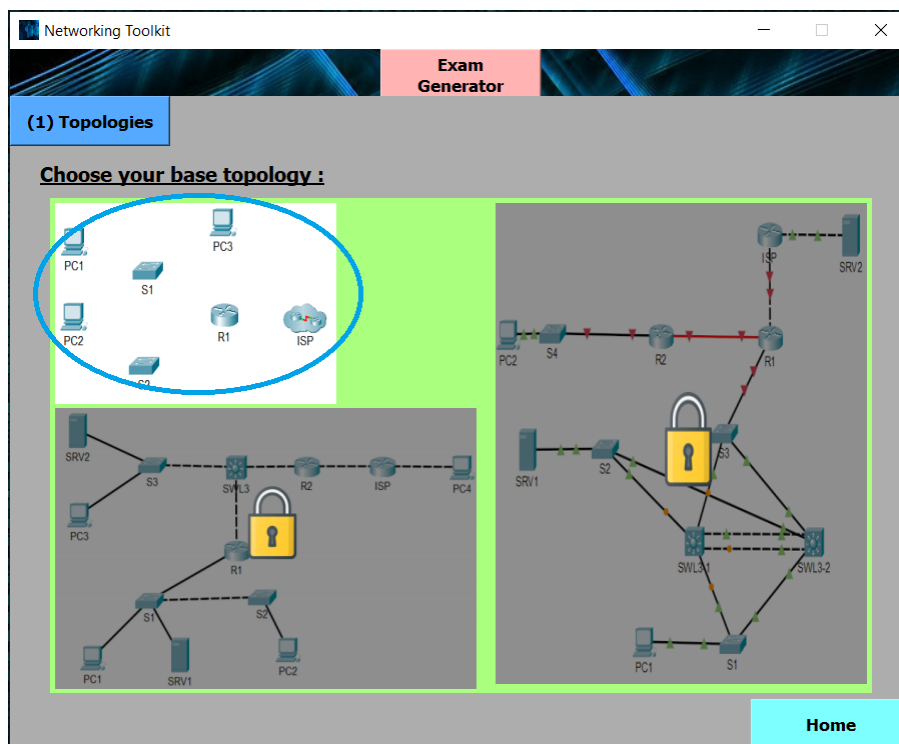 Networking Toolkit
Exam
Generator
(1) Topologies
Choose your base topology :
PC1
PC3
S1
PC2
R1
ISP
S2
SRV2
S3
SWL3
R2
ISP
PC4
PC3
R1
S1
S2
PC1
SRV1
PC2
ISP
SRV2
PC2
S4
R2
R1
SRV1
S2
S3
SWL3-1
SWL3-2
PC1
S1
Home